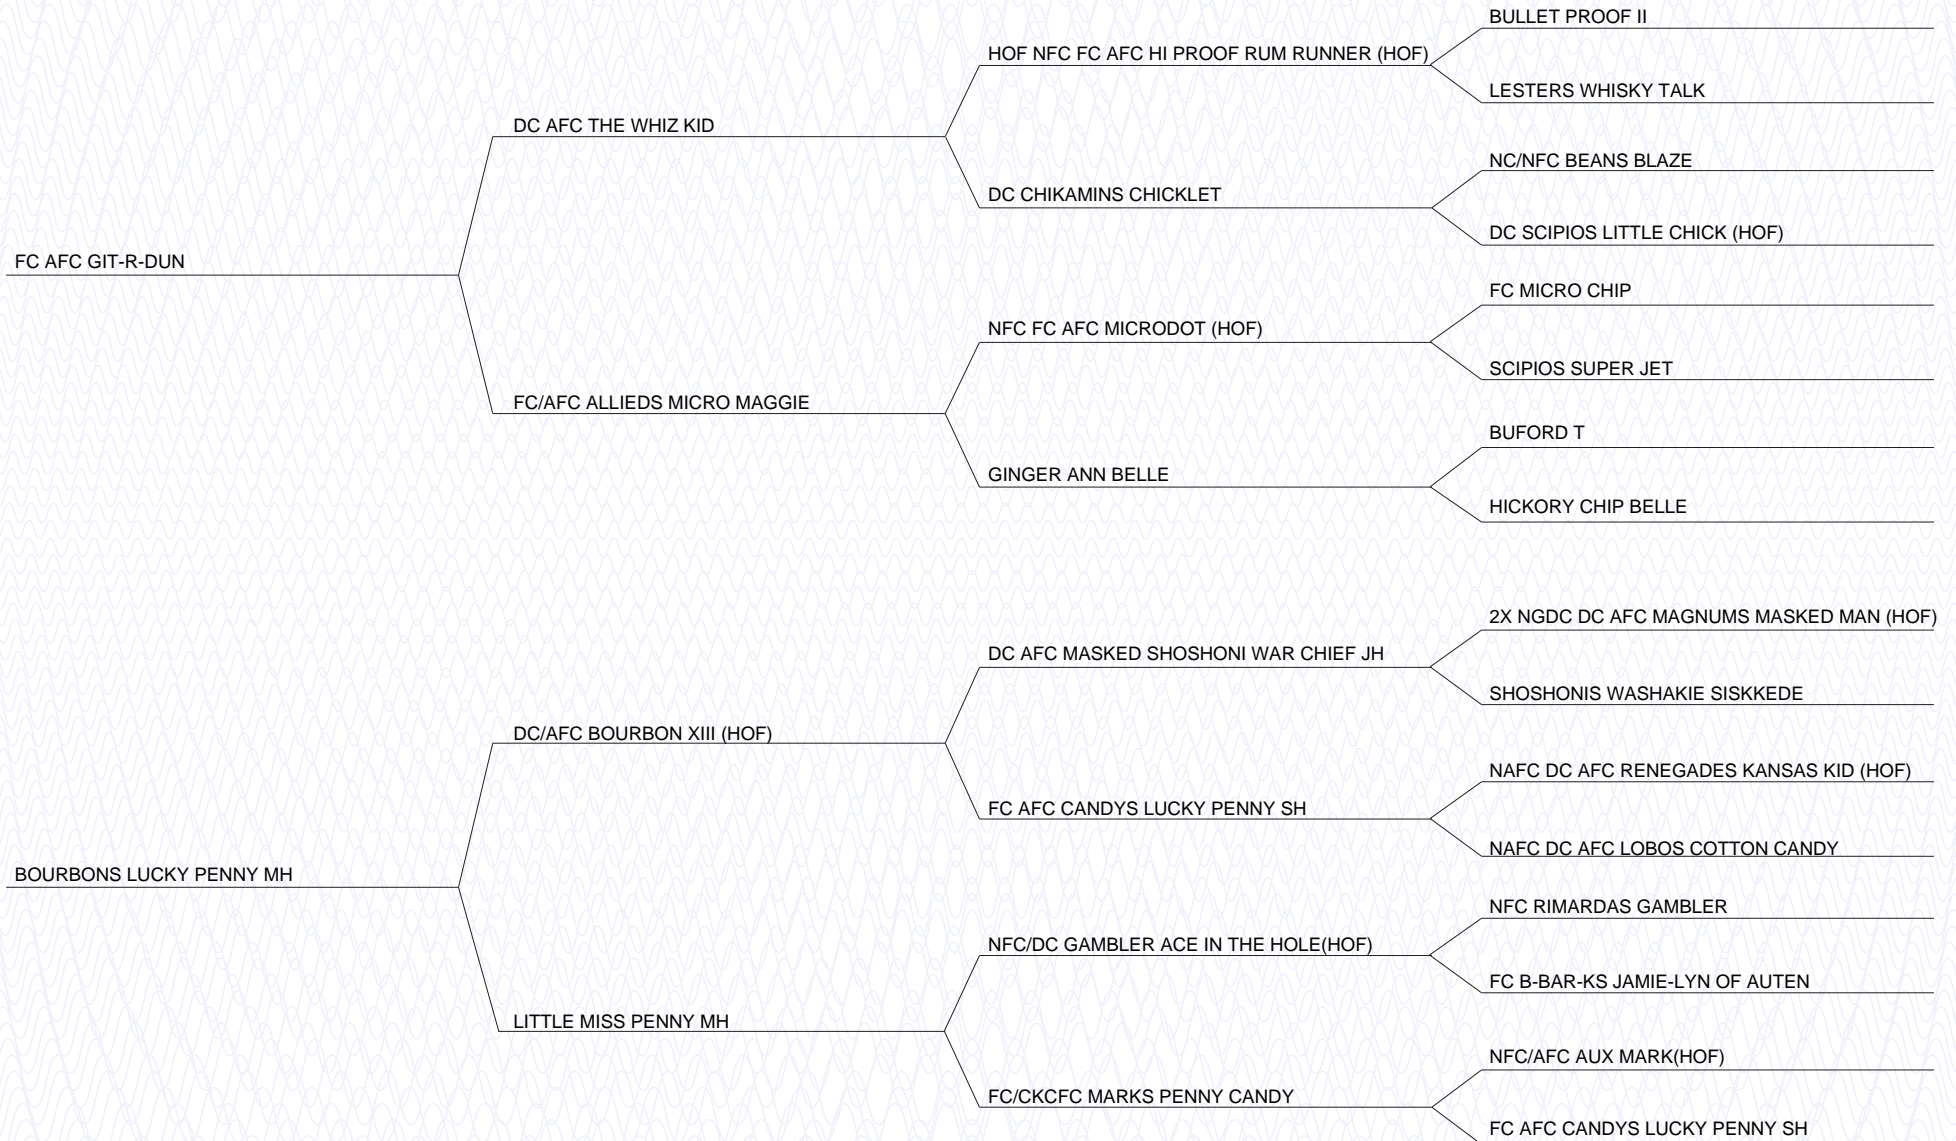 BULLET PROOF II
HOF NFC FC AFC HI PROOF RUM RUNNER (HOF)
LESTERS WHISKY TALK
DC AFC THE WHIZ KID
NC/NFC BEANS BLAZE
DC CHIKAMINS CHICKLET
DC SCIPIOS LITTLE CHICK (HOF)
FC AFC GIT-R-DUN
FC MICRO CHIP
NFC FC AFC MICRODOT (HOF)
SCIPIOS SUPER JET
FC/AFC ALLIEDS MICRO MAGGIE
BUFORD T
GINGER ANN BELLE
HICKORY CHIP BELLE
2X NGDC DC AFC MAGNUMS MASKED MAN (HOF)
DC AFC MASKED SHOSHONI WAR CHIEF JH
SHOSHONIS WASHAKIE SISKKEDE
DC/AFC BOURBON XIII (HOF)
NAFC DC AFC RENEGADES KANSAS KID (HOF)
FC AFC CANDYS LUCKY PENNY SH
NAFC DC AFC LOBOS COTTON CANDY
BOURBONS LUCKY PENNY MH
NFC RIMARDAS GAMBLER
NFC/DC GAMBLER ACE IN THE HOLE(HOF)
FC B-BAR-KS JAMIE-LYN OF AUTEN
LITTLE MISS PENNY MH
NFC/AFC AUX MARK(HOF)
FC/CKCFC MARKS PENNY CANDY
FC AFC CANDYS LUCKY PENNY SH